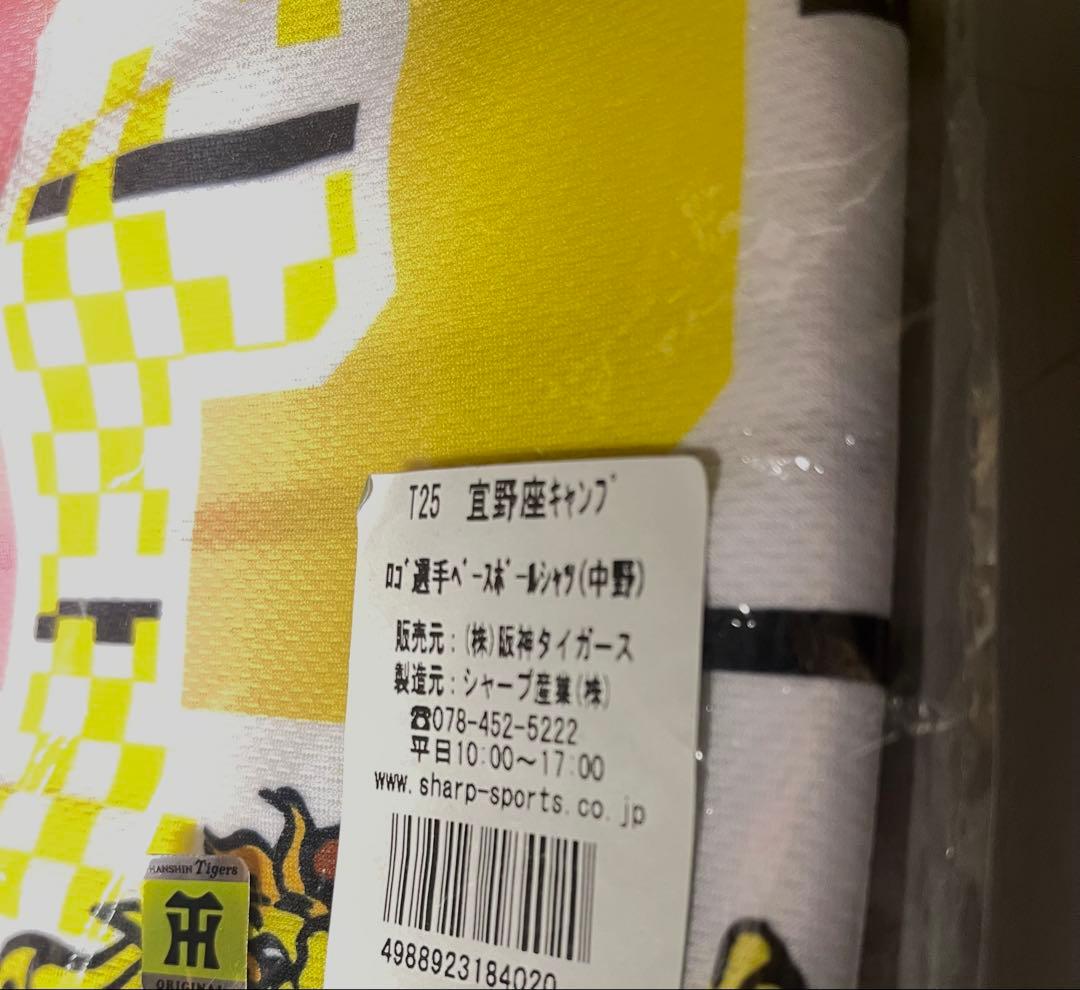 T25 宜野座ｷｬﾝﾌﾟ
ﾛｺﾞ選手ﾍﾞｰｽﾎﾞｰﾙｼｬﾂ(中野)
販売元:(株)阪神タイガース
製造元:シャープ産業(株)
☎078-452-5222
平日10:00～17:00
www.sharp-sports.co.jp
4988923184020
HANSHIN Tigers
TH
ORIGINAL